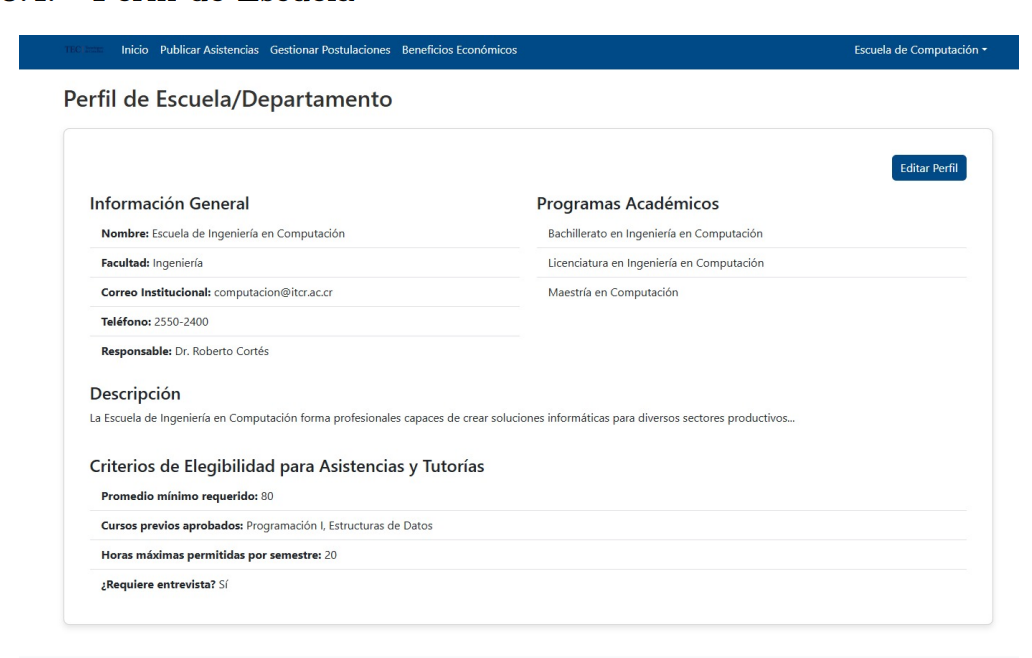 Perfil de Escuela
TEC Inicio Publicar Asistencias Gestionar Postulaciones Beneficios Económicos Escuela de Computación
Perfil de Escuela/Departamento
Editar Perfil
Información General
Nombre: Escuela de Ingeniería en Computación
Facultad: Ingeniería
Correo Institucional: computacion@itcr.ac.cr
Teléfono: 2550-2400
Responsable: Dr. Roberto Cortés
Programas Académicos
Bachillerato en Ingeniería en Computación
Licenciatura en Ingeniería en Computación
Maestría en Computación
Descripción
La Escuela de Ingeniería en Computación forma profesionales capaces de crear soluciones informáticas para diversos sectores productivos...
Criterios de Elegibilidad para Asistencias y Tutorías
Promedio mínimo requerido: 80
Cursos previos aprobados: Programación I, Estructuras de Datos
Horas máximas permitidas por semestre: 20
¿Requiere entrevista? Sí